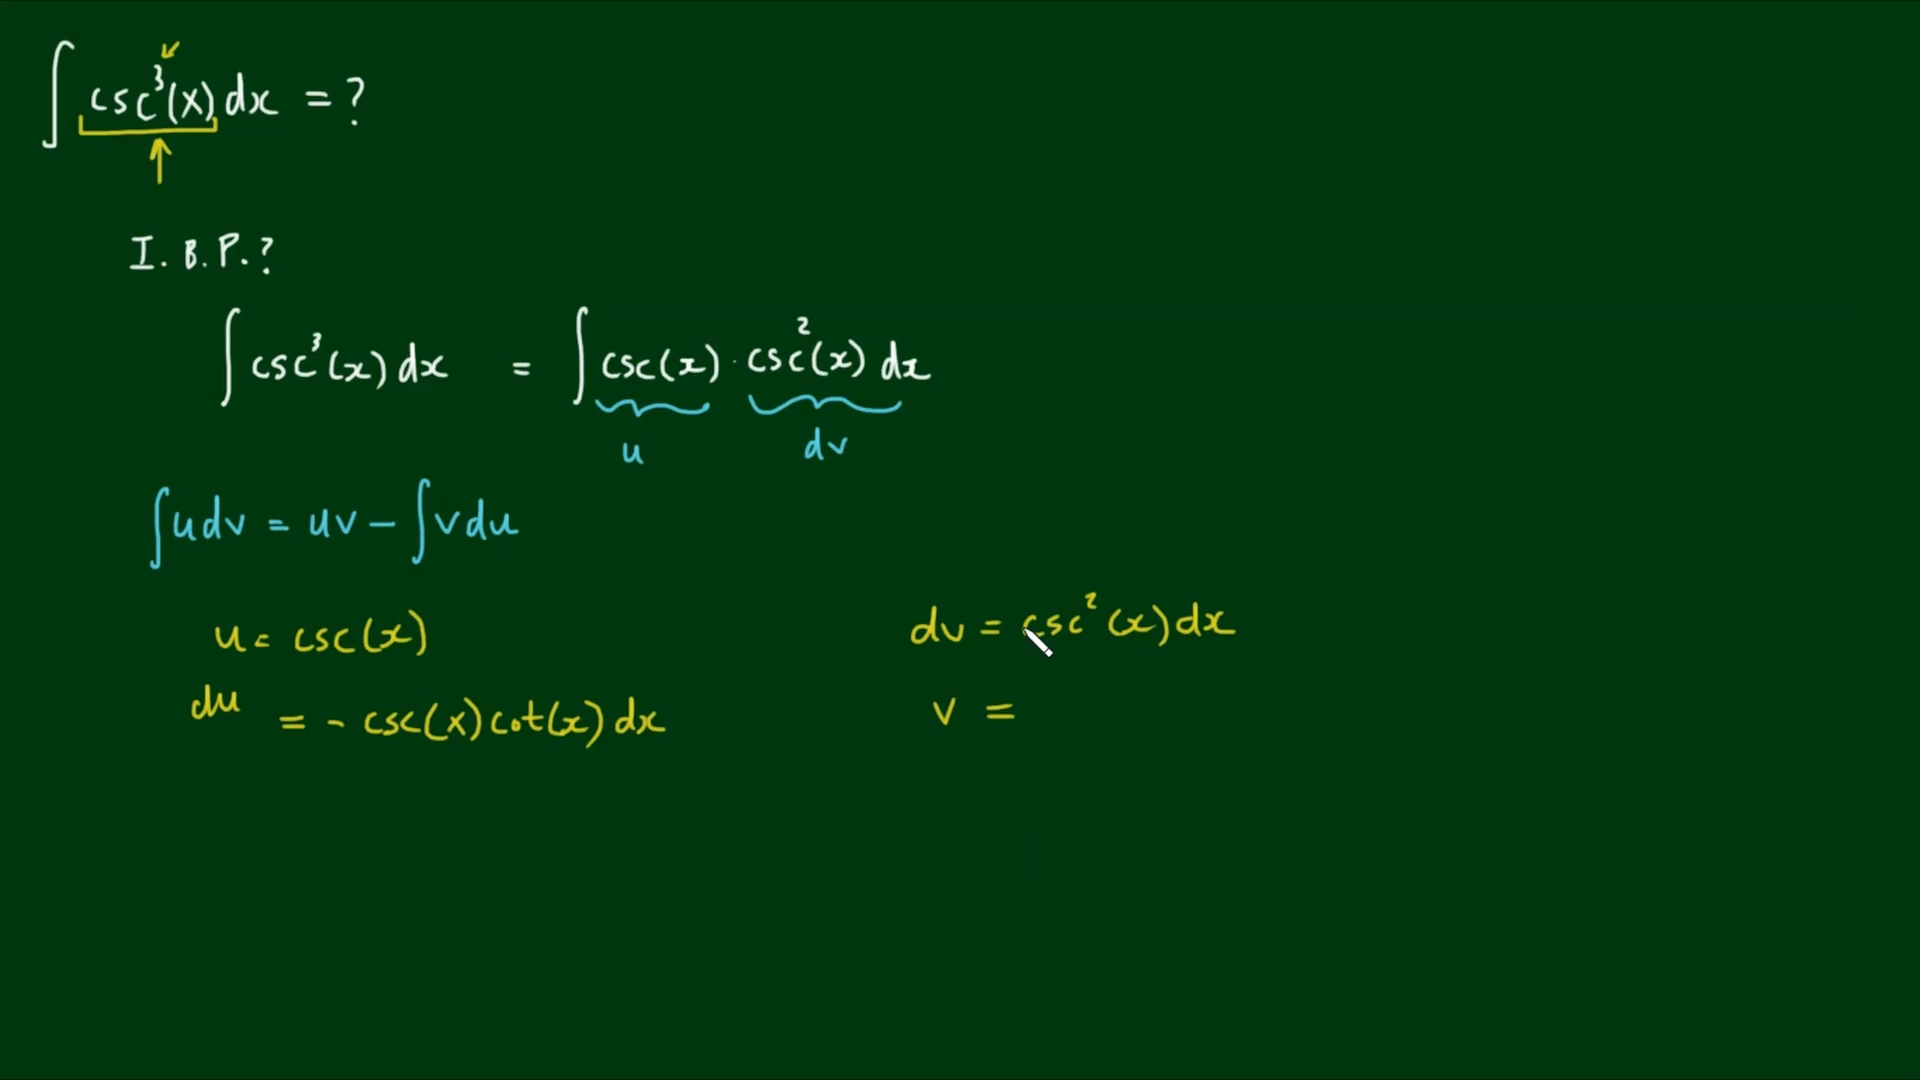 ∫ csc³(x) dx = ?
I. B. P. ?
∫ csc³(x) dx = ∫ csc(x) · csc²(x) dx
u dv
∫ u dv = uv − ∫ v du
u = csc(x) dv = csc²(x) dx
du = - csc(x) cot(x) dx v =